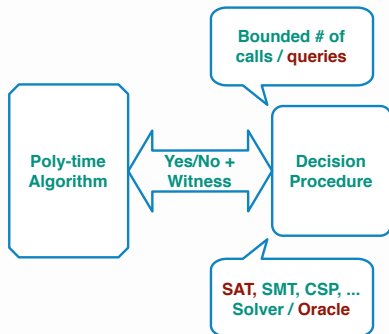 Bounded # of
calls / queries
Poly-time
Algorithm
Yes/No +
Witness
Decision
Procedure
SAT, SMT, CSP, ...
Solver / Oracle